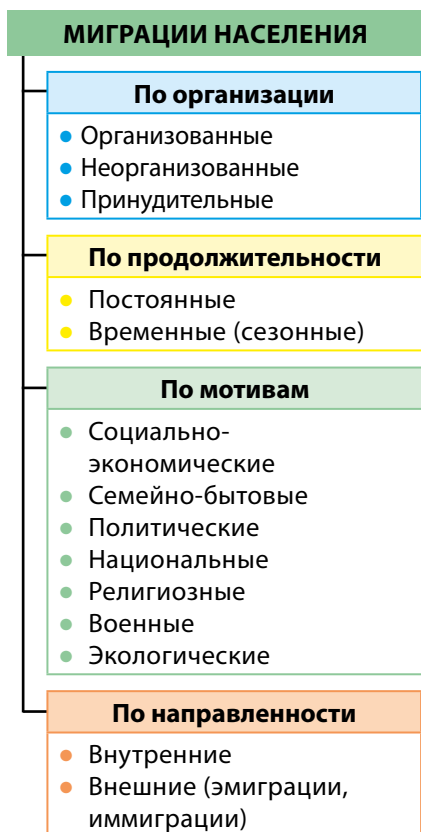 МИГРАЦИИ НАСЕЛЕНИЯ
По организации
● Организованные
● Неорганизованные
● Принудительные
По продолжительности
● Постоянные
● Временные (сезонные)
По мотивам
● Социально-
экономические
● Семейно-бытовые
● Политические
● Национальные
● Религиозные
● Военные
● Экологические
По направленности
● Внутренние
● Внешние (эмиграции,
иммиграции)